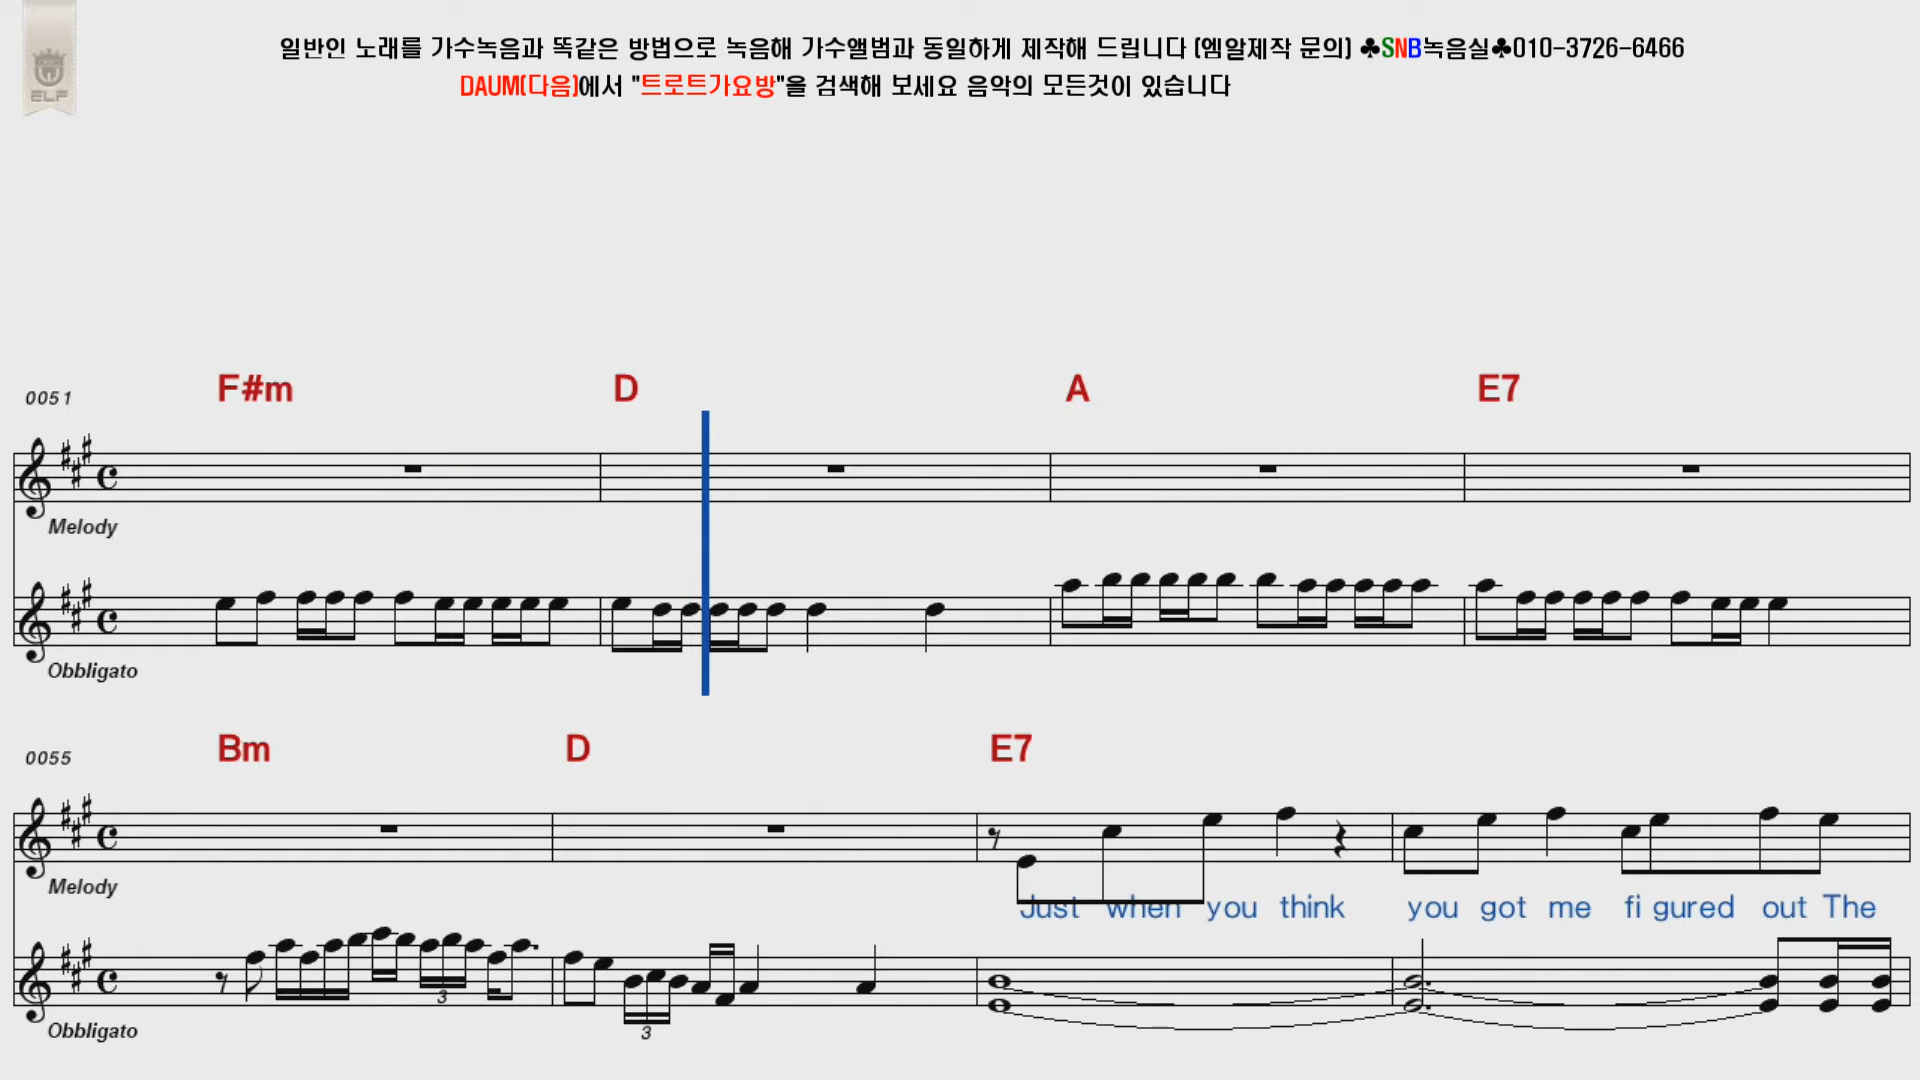 일반인 노래를 가수녹음과 똑같은 방법으로 녹음해 가수앨범과 동일하게 제작해 드립니다 (엠알제작 문의) ♣SNB녹음실♣010-3726-6466
DAUM(다음)에서 "트로트가요방"을 검색해 보세요 음악의 모든것이 있습니다
ELF
0051 F#m D A E7
Melody
Obbligato
0055 Bm D E7
Melody
Just when you think you got me fi gured out The
3 3
Obbligato